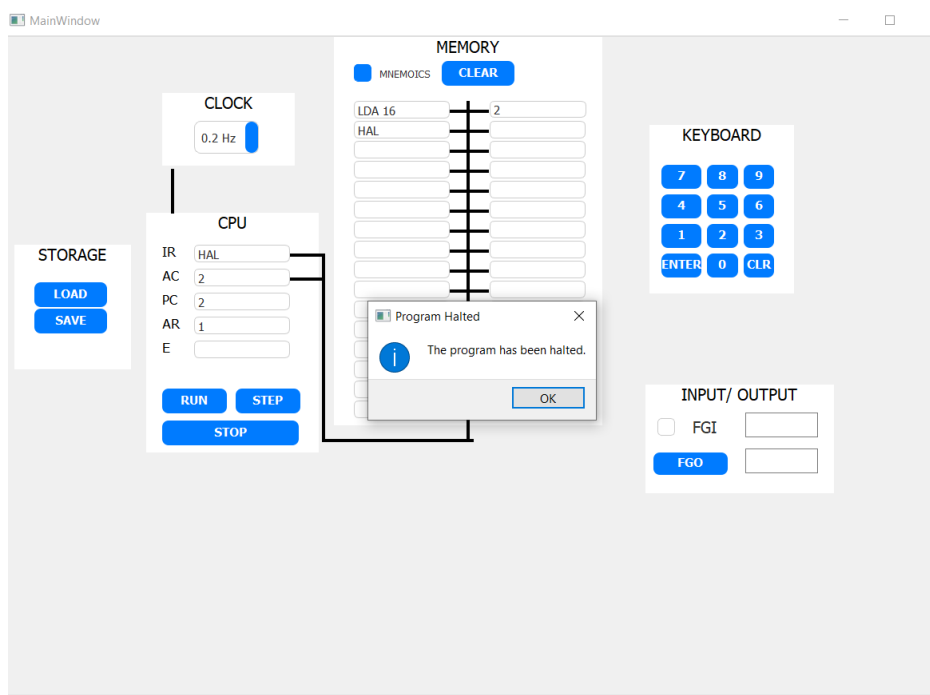 MainWindow
MEMORY
MNEMOICS CLEAR
LDA 16 2
HAL
CLOCK
0.2 Hz
CPU
IR HAL
AC 2
PC 2
AR 1
E
RUN STEP
STOP
STORAGE
LOAD
SAVE
Program Halted
The program has been halted.
OK
KEYBOARD
7 8 9
4 5 6
1 2 3
ENTER 0 CLR
INPUT/ OUTPUT
FGI
FGO